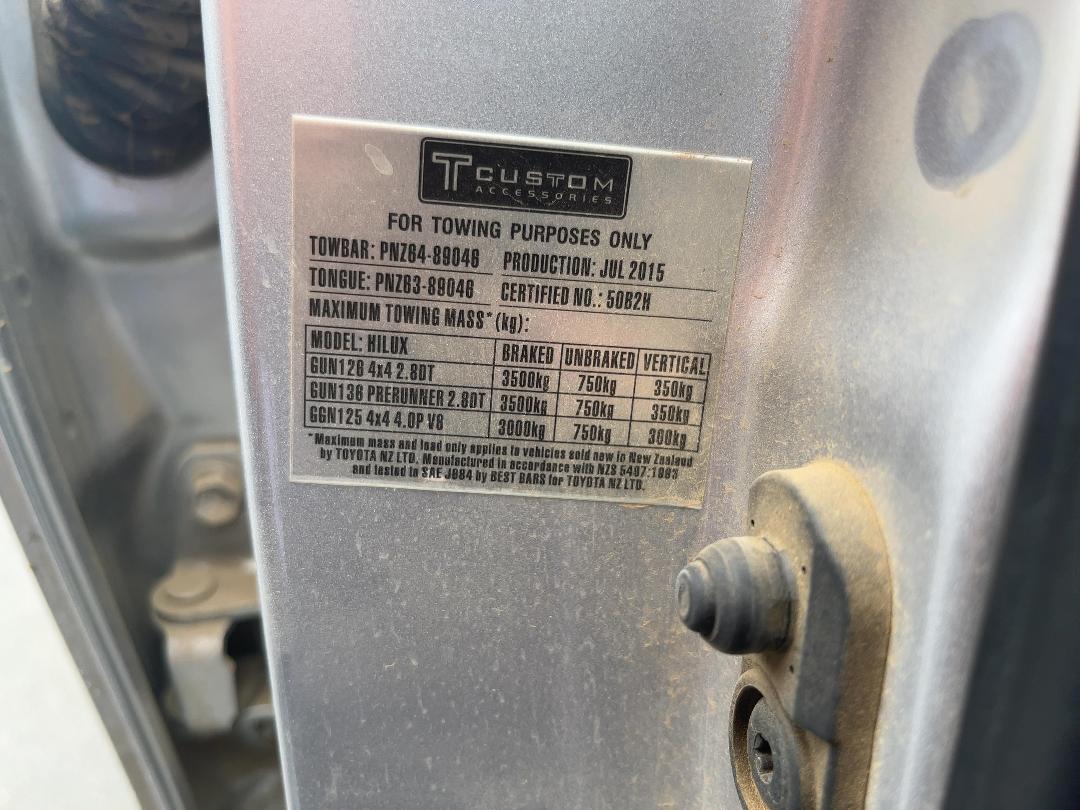 T CUSTOM
ACCESSORIES
FOR TOWING PURPOSES ONLY
TOWBAR: PNZ64-89046 PRODUCTION: JUL 2015
TONGUE: PNZ63-89046 CERTIFIED NO.: 50B2H
MAXIMUM TOWING MASS* (kg):
MODEL: HILUX BRAKED UNBRAKED VERTICAL
GUN126 4x4 2.8DT 3500kg 750kg 350kg
GUN136 PRERUNNER 2.8DT 3500kg 750kg 350kg
GGN125 4x4 4.0P V6 3000kg 750kg 300kg
*Maximum mass and load only applies to vehicles sold new in New Zealand
by TOYOTA NZ LTD. Manufactured in accordance with NZS 5467:1993
and tested to SAE J684 by BEST BARS for TOYOTA NZ LTD.